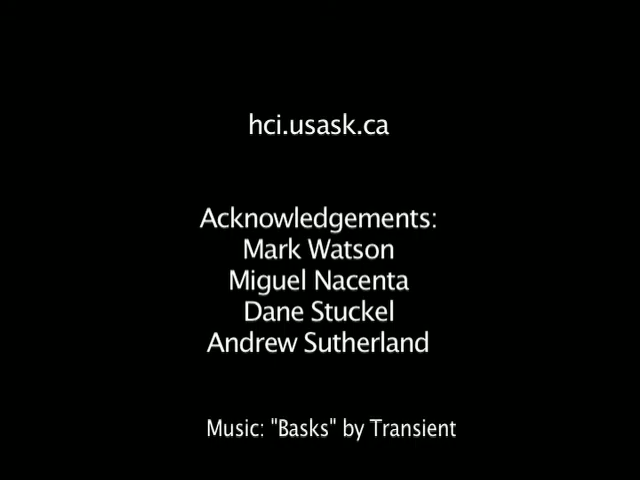 hci.usask.ca
Acknowledgements:
Mark Watson
Miguel Nacenta
Dane Stuckel
Andrew Sutherland
Music: "Basks" by Transient